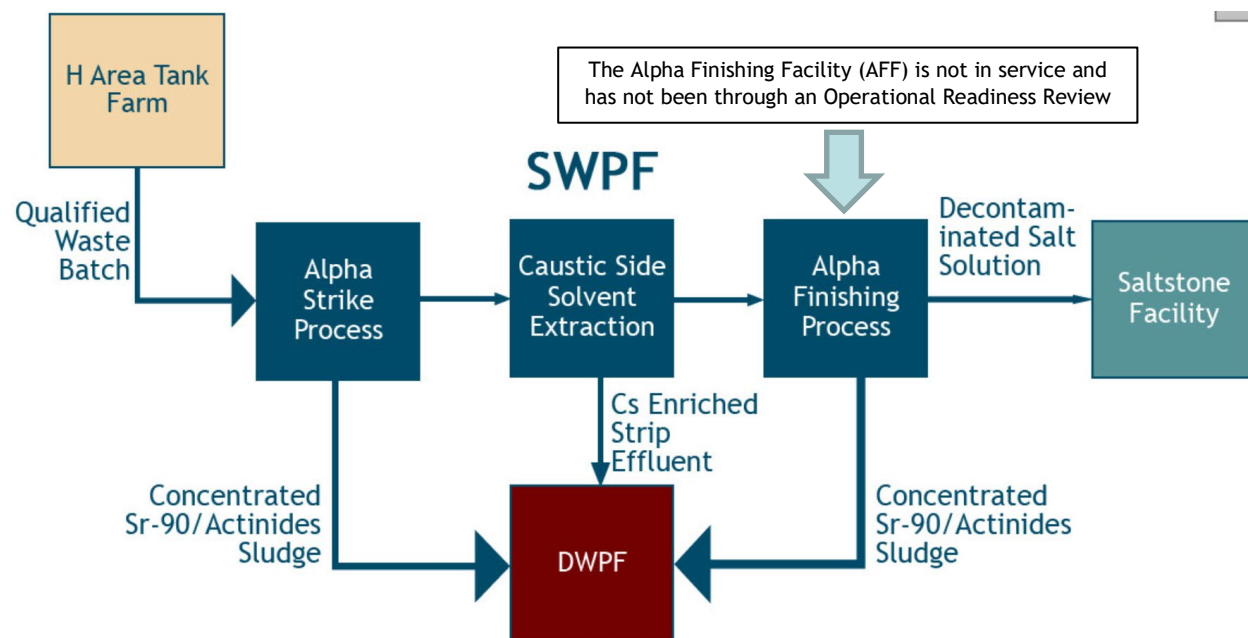 H Area Tank
Farm
The Alpha Finishing Facility (AFF) is not in service and
has not been through an Operational Readiness Review
SWPF
Qualified
Waste
Batch
Alpha
Strike
Process
Caustic Side
Solvent
Extraction
Alpha
Finishing
Process
Decontam-
inated Salt
Solution
Saltstone
Facility
Cs Enriched
Strip
Effluent
Concentrated
Sr-90/Actinides
Sludge
DWPF
Concentrated
Sr-90/Actinides
Sludge